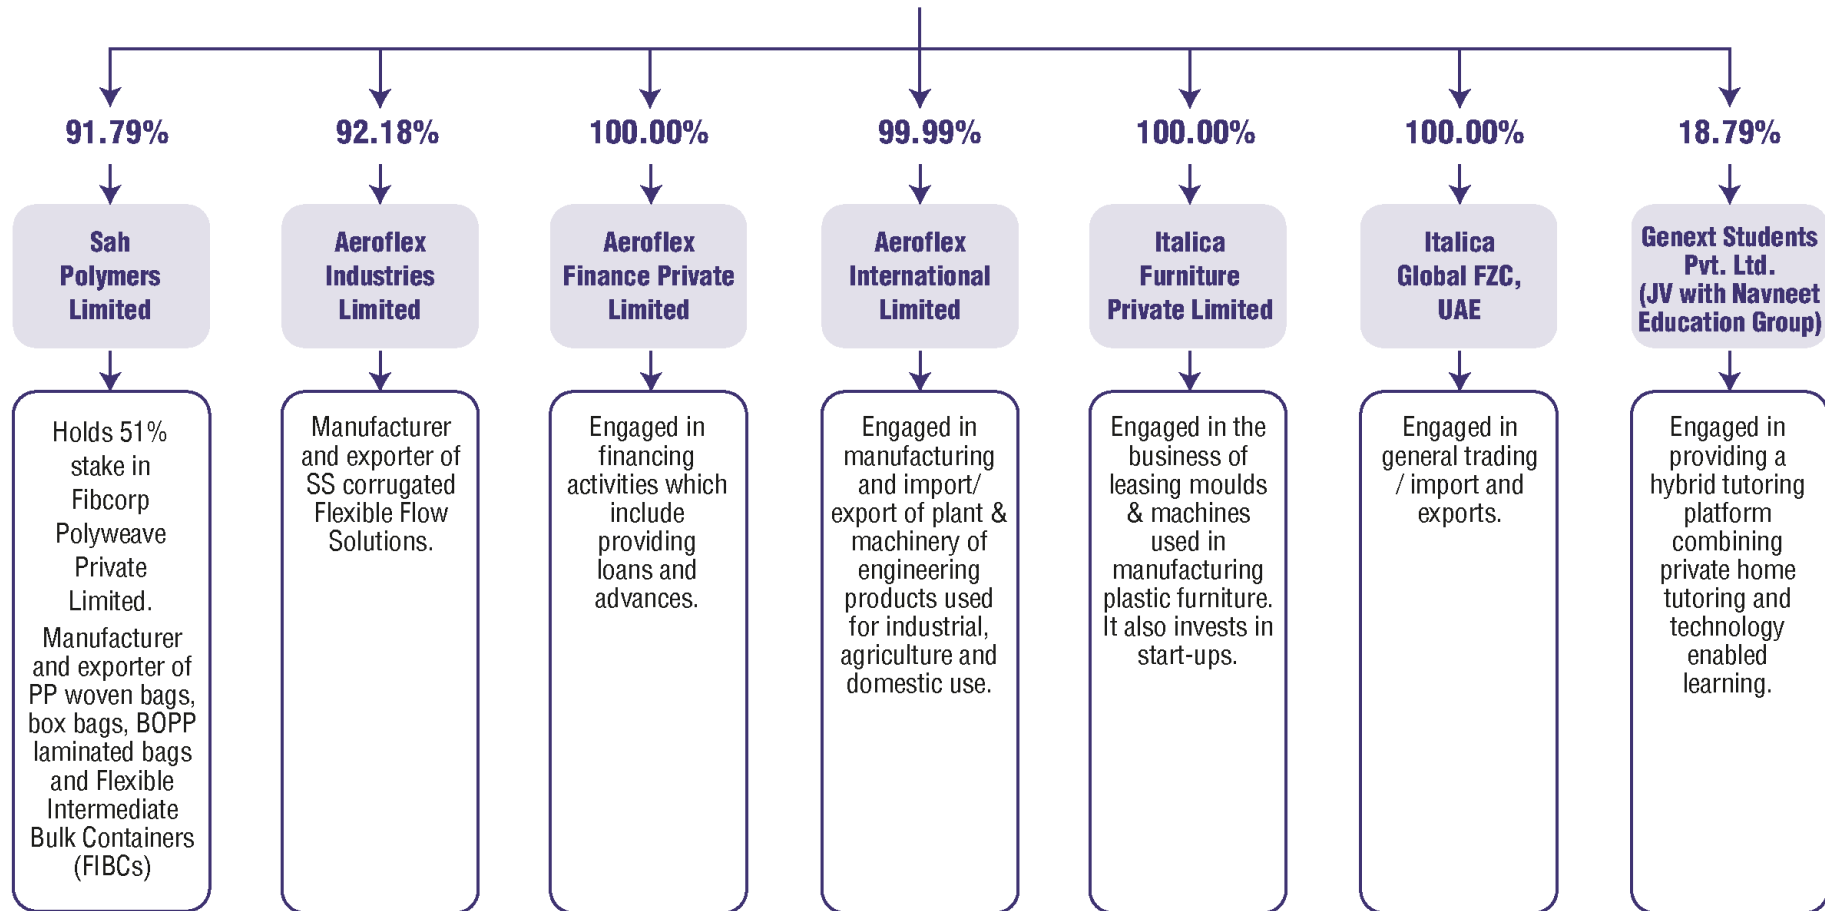 91.79%
Sah
Polymers
Limited
Holds 51%
stake in
Fibcorp
Polyweave
Private
Limited.
Manufacturer
and exporter of
PP woven bags,
box bags, BOPP
laminated bags
and Flexible
Intermediate
Bulk Containers
(FIBCs)
92.18%
Aeroflex
Industries
Limited
Manufacturer
and exporter of
SS corrugated
Flexible Flow
Solutions.
100.00%
Aeroflex
Finance Private
Limited
Engaged in
financing
activities which
include
providing
loans and
advances.
99.99%
Aeroflex
International
Limited
Engaged in
manufacturing
and import/
export of plant &
machinery of
engineering
products used
for industrial,
agriculture and
domestic use.
100.00%
Italica
Furniture
Private Limited
Engaged in the
business of
leasing moulds
& machines
used in
manufacturing
plastic furniture.
It also invests in
start-ups.
100.00%
Italica
Global FZC,
UAE
Engaged in
general trading
/ import and
exports.
18.79%
Genext Students
Pvt. Ltd.
(JV with Navneet
Education Group)
Engaged in
providing a
hybrid tutoring
platform
combining
private home
tutoring and
technology
enabled
learning.